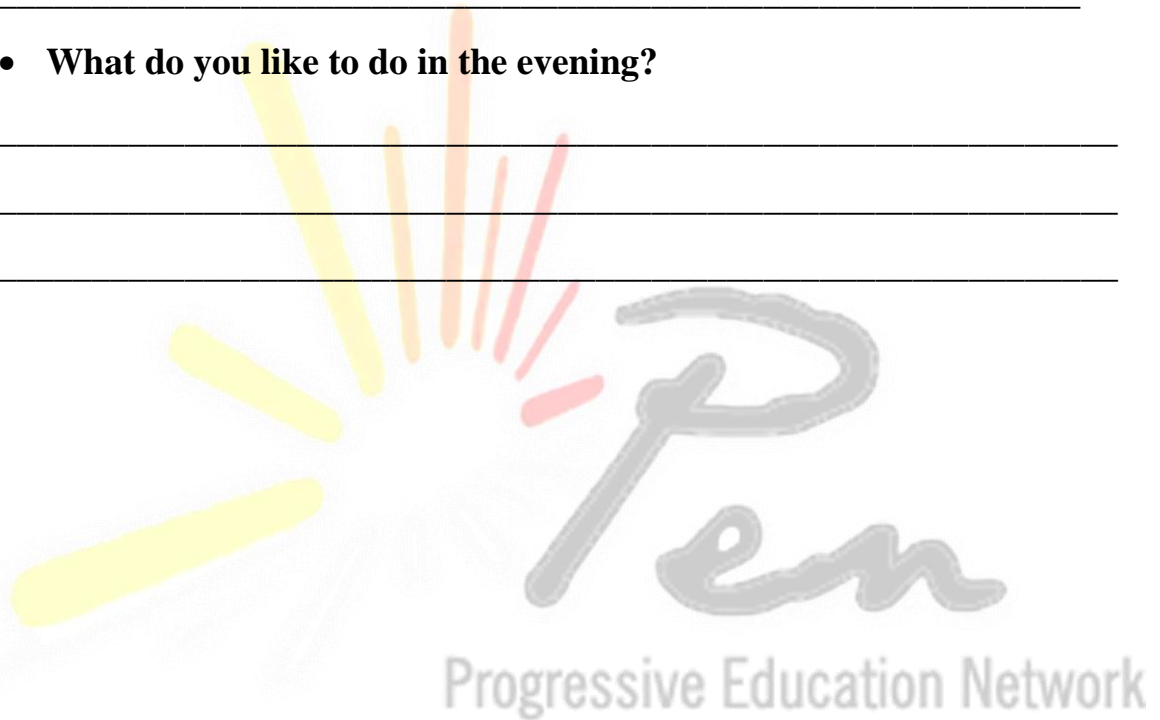 • What do you like to do in the evening?
Pen
Progressive Education Network